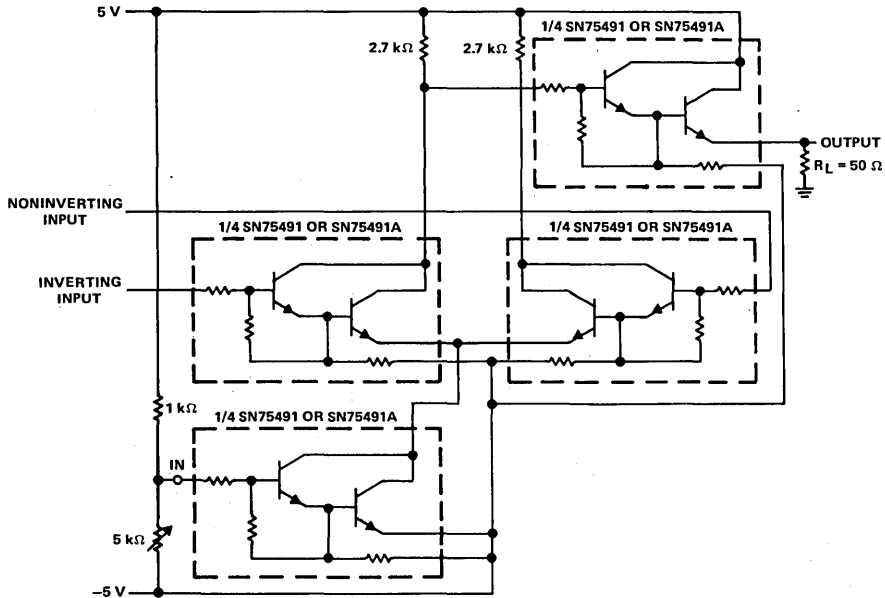 5 V
1/4 SN75491 OR SN75491A
2.7 kΩ
2.7 kΩ
OUTPUT
RL = 50 Ω
NONINVERTING
INPUT
1/4 SN75491 OR SN75491A
1/4 SN75491 OR SN75491A
INVERTING
INPUT
1 kΩ
1/4 SN75491 OR SN75491A
IN
5 kΩ
−5 V